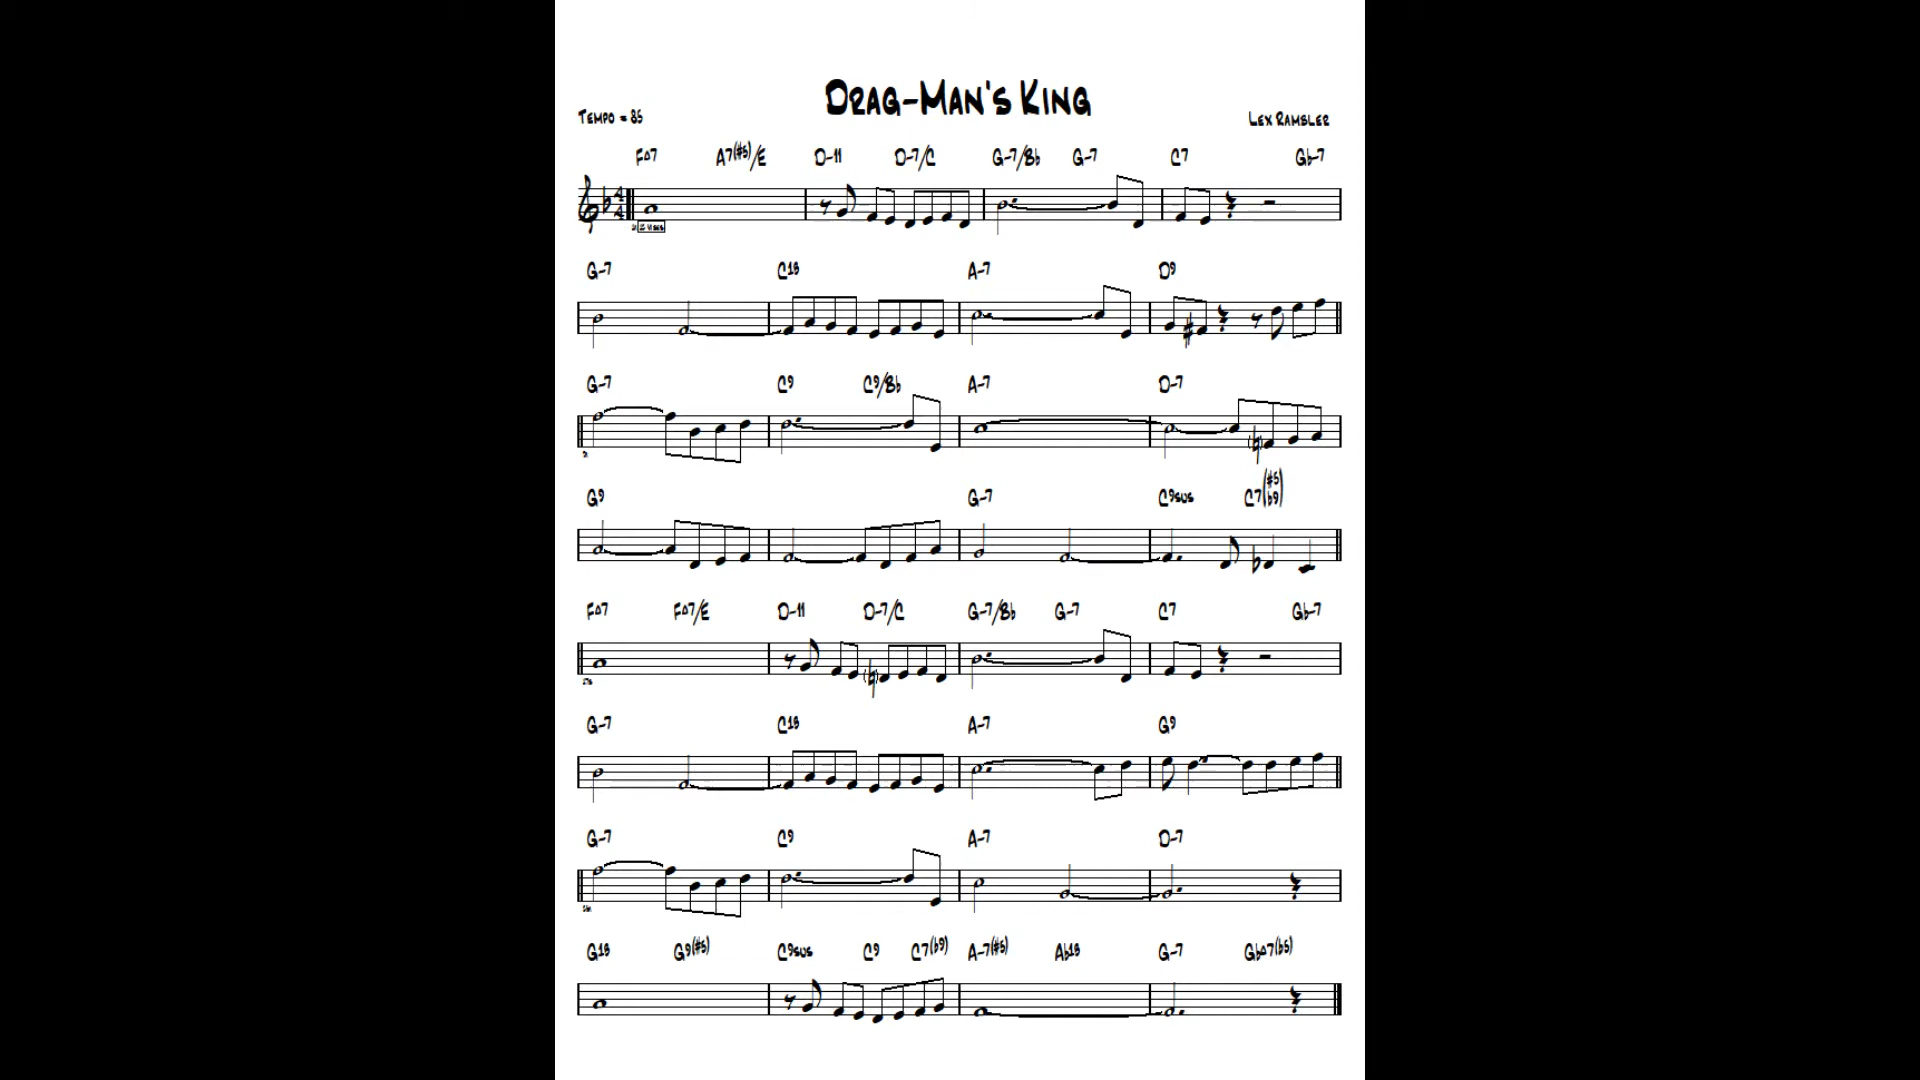 Drag-Man's King
Tempo = 85
Lex Rambler
F∆7 A7(#5)/E D-11 D-7/C G-7/Bb G-7 C7 Gb-7
4/4
G-7 C13 A-7 D9
G-7 C9 C9/Bb A-7 D-7
G9 G-7 C9sus C7(#5 b9)
F∆7 F∆7/E D-11 D-7/C G-7/Bb G-7 C7 Gb-7
G-7 C13 A-7 G9
G-7 C9 A-7 D-7
G13 G9(#5) C9sus C9 C7(b9) A-7(#5) Ab13 G-7 Gb∆7(b5)